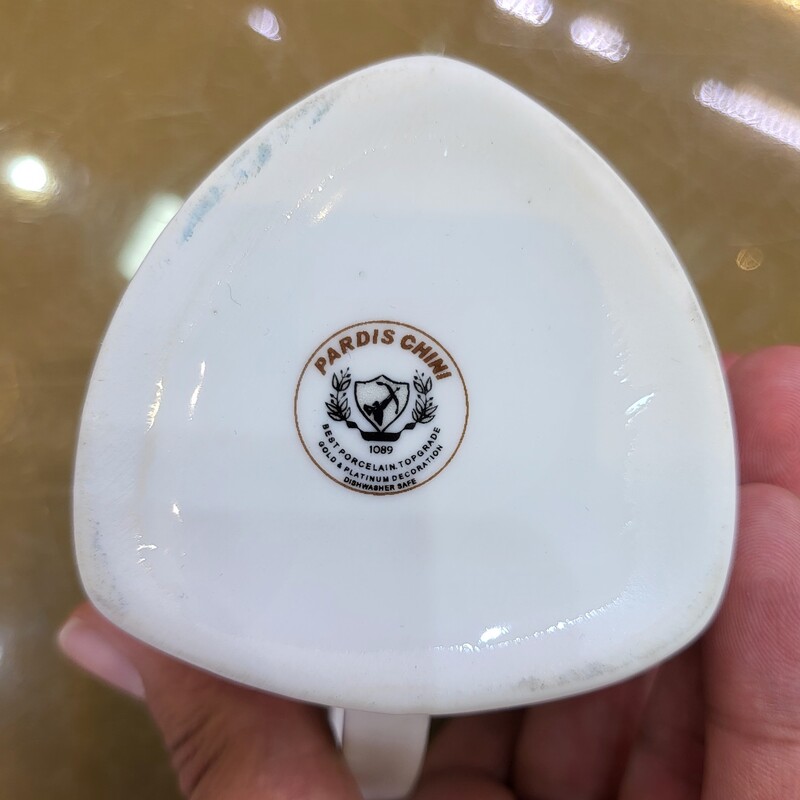 PARDIS CHINI
1089
BEST PORCELAIN.TOPGRADE
GOLD & PLATINUM DECORATION
DISHWASHER SAFE